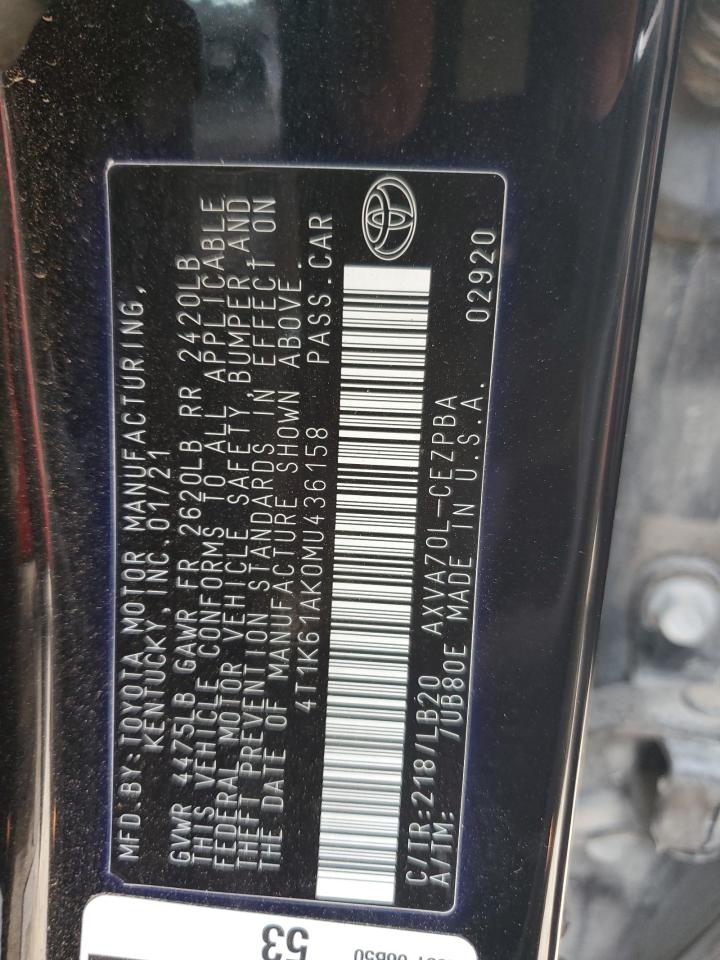 MFD.BY:TOYOTA MOTOR MANUFACTURING,
KENTUCKY, INC. 01/21
GVWR 4475LB GAWR FR 2620LB RR 2420LB
THIS VEHICLE CONFORMS TO ALL APPLICABLE
FEDERAL MOTOR VEHICLE SAFETY, BUMPER, AND
THEFT PREVENTION STANDARDS IN EFFECT ON
THE DATE OF MANUFACTURE SHOWN ABOVE.
4T1K61AK0MU436158 PASS.CAR
C/TR:218/LB20 AXVA70L-CEZPBA
A/TM: /UB80E MADE IN U.S.A. 02920
53